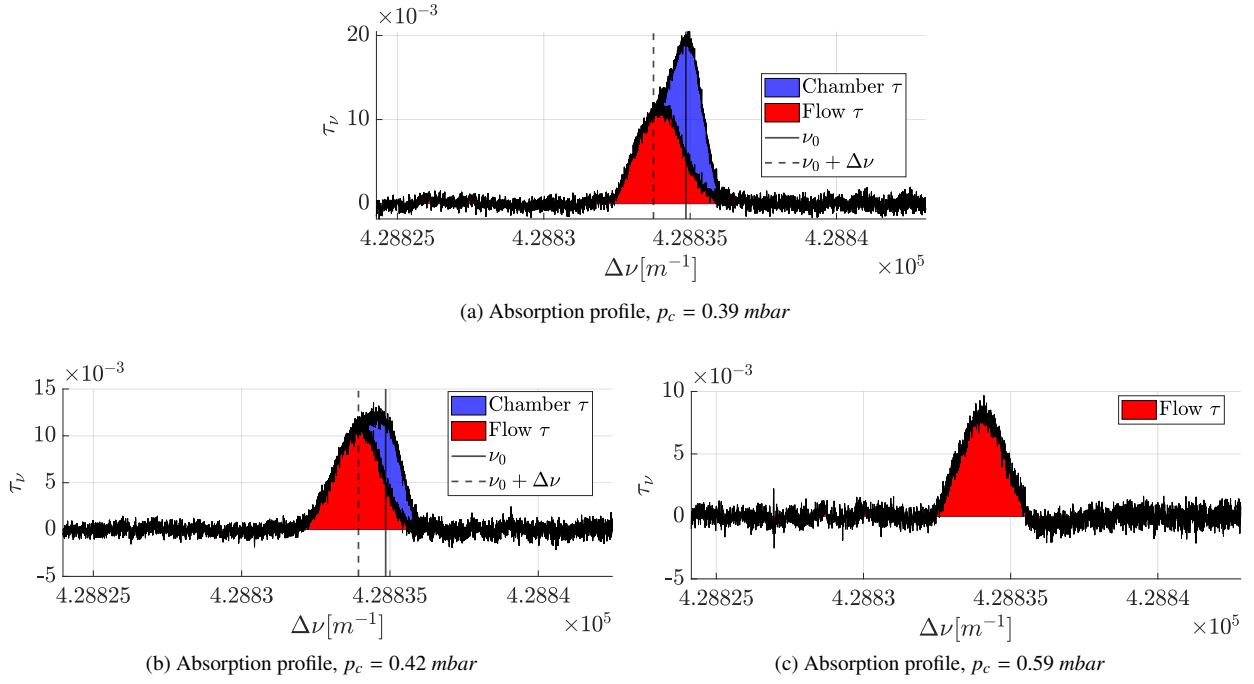 ×10⁻³
20
10
0
τν
Chamber τ
Flow τ
ν₀
ν₀ + Δν
4.28825
4.2883
4.28835
4.2884
Δν[m⁻¹]
×10⁵
(a) Absorption profile, p_c = 0.39 mbar
×10⁻³
15
10
5
0
-5
τν
Chamber τ
Flow τ
ν₀
ν₀ + Δν
4.28825
4.2883
4.28835
4.2884
Δν[m⁻¹]
×10⁵
(b) Absorption profile, p_c = 0.42 mbar
×10⁻³
10
5
0
-5
τν
Flow τ
4.28825
4.2883
4.28835
4.2884
Δν[m⁻¹]
×10⁵
(c) Absorption profile, p_c = 0.59 mbar